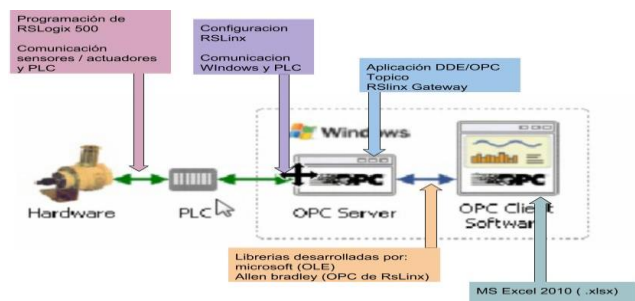 Programación de
RSLogix 500
Comunicación
sensores / actuadores
y PLC
Configuracion
RSLinx
Comunicacion
WIndows y PLC
Aplicación DDE/OPC
Topico
RSlinx Gateway
Windows
OPC
OPC
Hardware
PLC
OPC Server
OPC Client
Software
Librerias desarrolladas por:
microsoft (OLE)
Allen bradley (OPC de RsLinx)
MS Excel 2010 ( .xlsx)